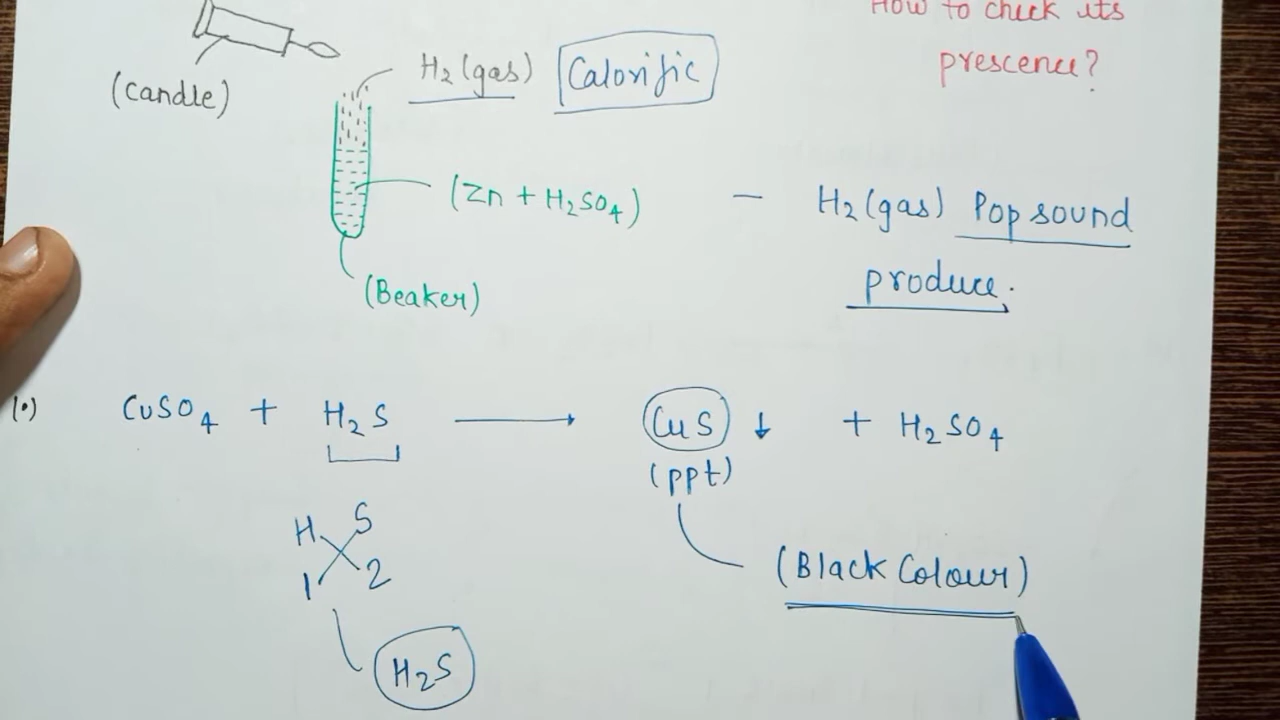 How to check its
prescence?
(Candle)
H2(gas) Calorific
(Zn + H2SO4) — H2(gas) Pop sound
produce.
(Beaker)
(•) CuSO4 + H2S → CuS ↓ + H2SO4
(ppt)
H S
1 2
(Black Colour)
H2S